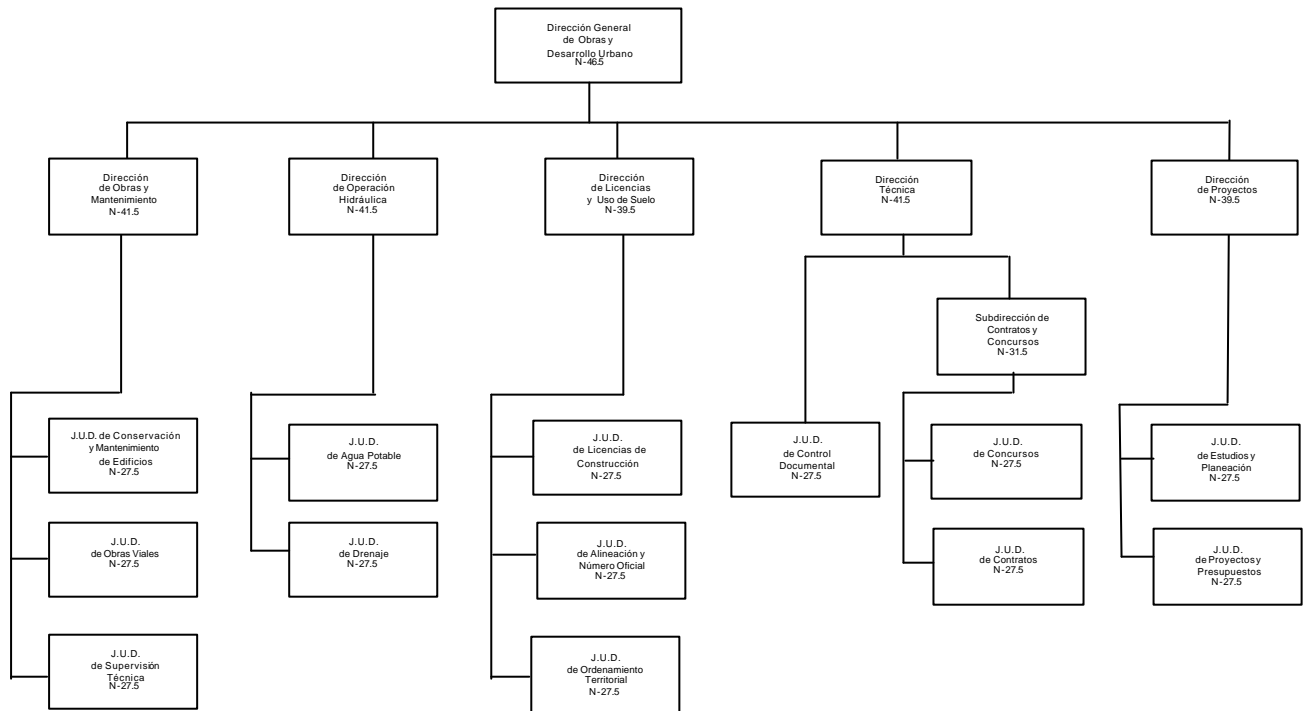 Dirección General
de Obras y
Desarrollo Urbano
N-46.5
Dirección
de Obras y
Mantenimiento
N-41.5
Dirección
de Operación
Hidráulica
N-41.5
Dirección
de Licencias
y Uso de Suelo
N-39.5
Dirección
Técnica
N-41.5
Dirección
de Proyectos
N-39.5
Subdirección de
Contratos y
Concursos
N-31.5
J.U.D. de Conservación
y Mantenimiento
de Edificios
N-27.5
J.U.D.
de Agua Potable
N-27.5
J.U.D.
de Licencias de
Construcción
N-27.5
J.U.D.
de Control
Documental
N-27.5
J.U.D.
de Concursos
N-27.5
J.U.D.
de Estudios y
Planeación
N-27.5
J.U.D.
de Obras Viales
N-27.5
J.U.D.
de Drenaje
N-27.5
J.U.D.
de Alineación y
Número Oficial
N-27.5
J.U.D.
de Contratos
N-27.5
J.U.D.
de Proyectos y
Presupuestos
N-27.5
J.U.D.
de Supervisión
Técnica
N-27.5
J.U.D.
de Ordenamiento
Territorial
N-27.5